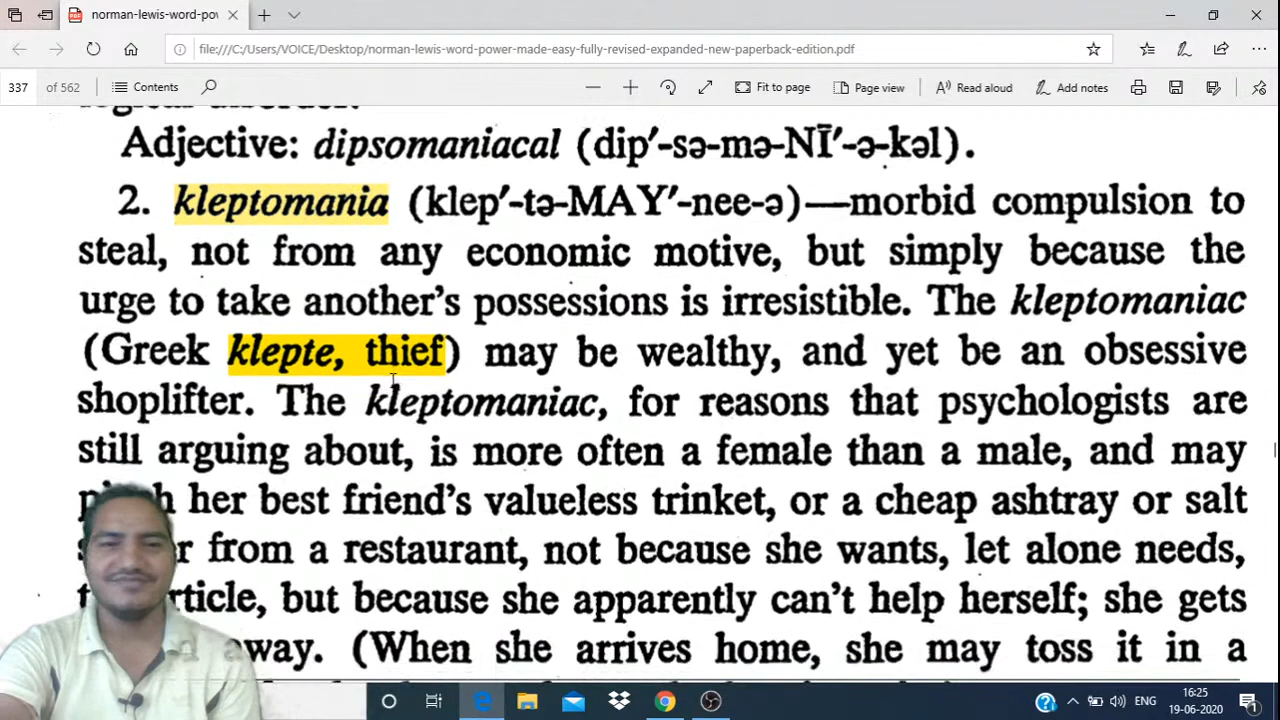 norman-lewis-word-pov
file:///C:/Users/VOICE/Desktop/norman-lewis-word-power-made-easy-fully-revised-expanded-new-paperback-edition.pdf
337 of 562 Contents Fit to page Page view Read aloud Add notes
logical disorder.
Adjective: dipsomaniacal (dip′-sə-mə-NĪ′-ə-kəl).
2. kleptomania (klep′-tə-MAY′-nee-ə)—morbid compulsion to
steal, not from any economic motive, but simply because the
urge to take another's possessions is irresistible. The kleptomaniac
(Greek klepte, thief) may be wealthy, and yet be an obsessive
shoplifter. The kleptomaniac, for reasons that psychologists are
still arguing about, is more often a female than a male, and may
her best friend's valueless trinket, or a cheap ashtray or salt
from a restaurant, not because she wants, let alone needs,
article, but because she apparently can't help herself; she gets
away. (When she arrives home, she may toss it in a
ENG
16:25
19-06-2020